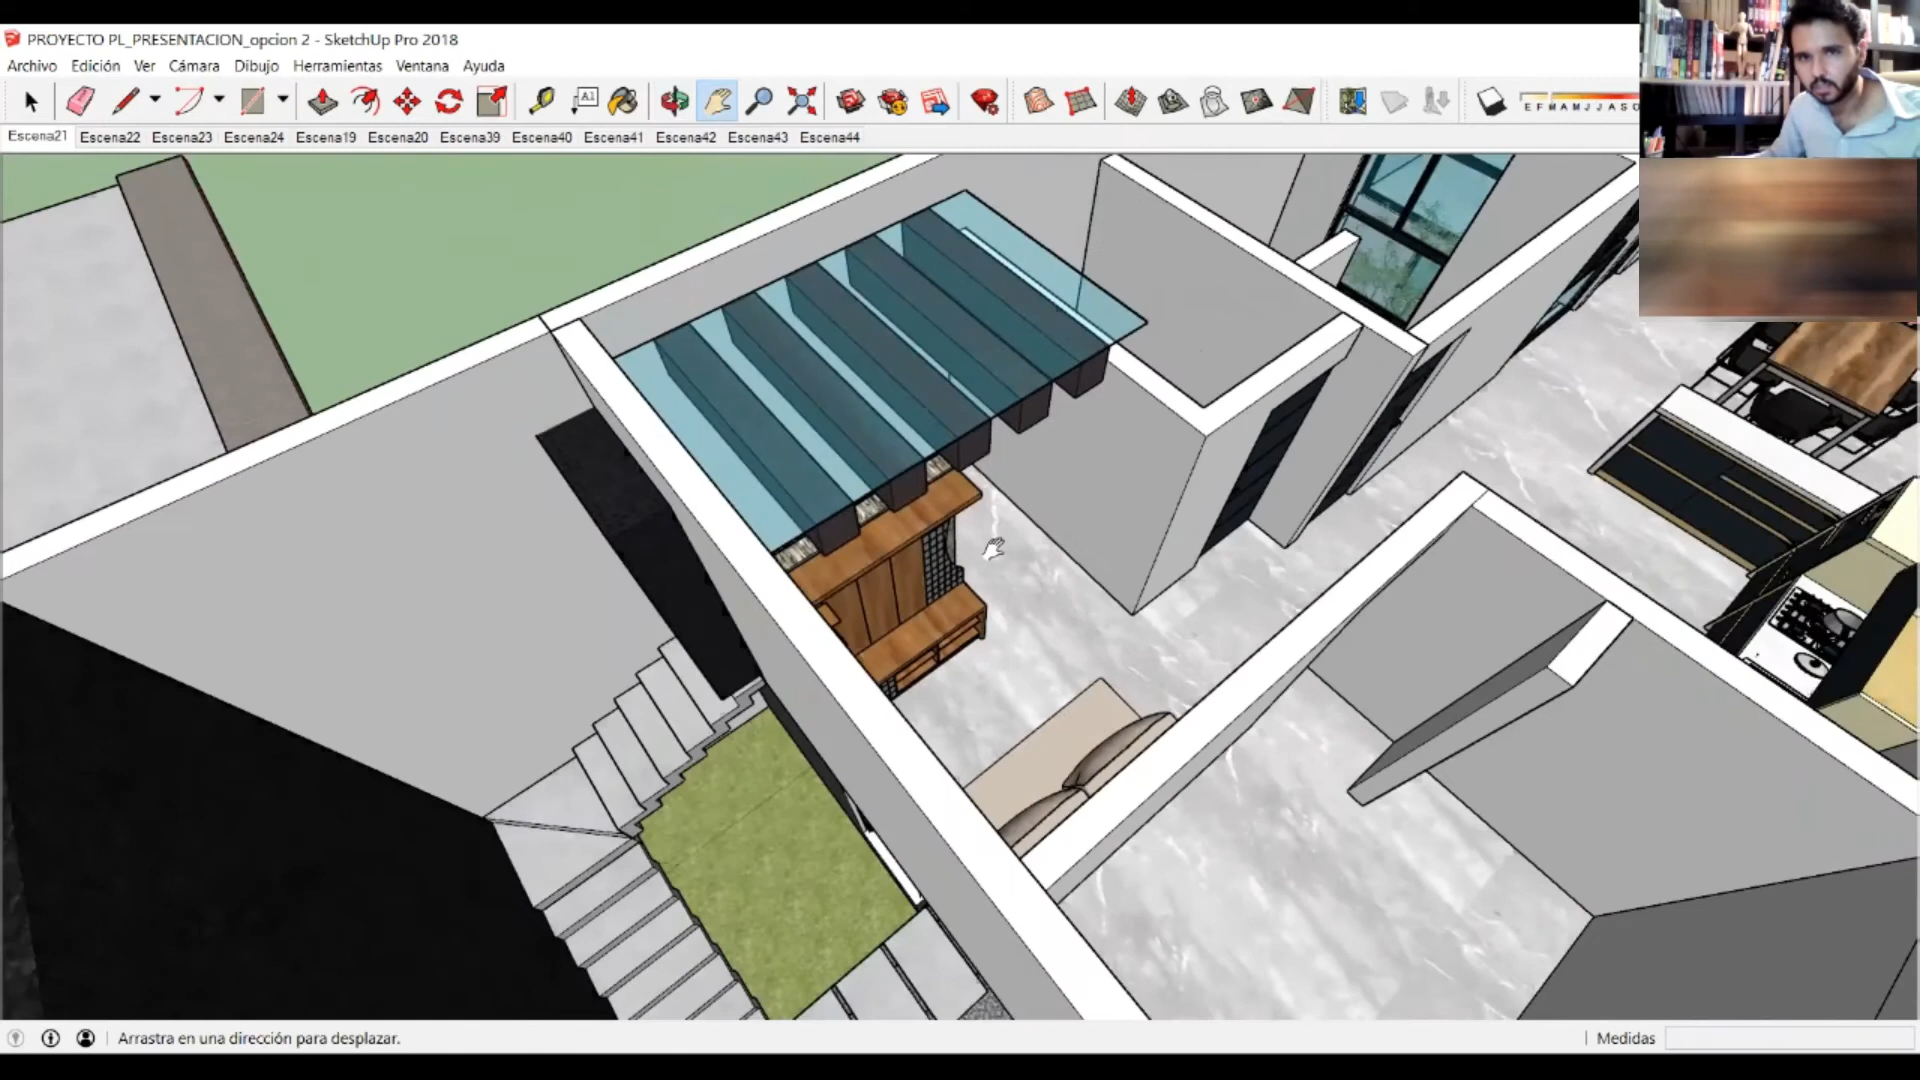 PROYECTO PL_PRESENTACION_opcion 2 - SketchUp Pro 2018
Archivo Edición Ver Cámara Dibujo Herramientas Ventana Ayuda
A1
E F M A M J J A S O
Escena21 Escena22 Escena23 Escena24 Escena19 Escena20 Escena39 Escena40 Escena41 Escena42 Escena43 Escena44
Arrastra en una dirección para desplazar.
Medidas